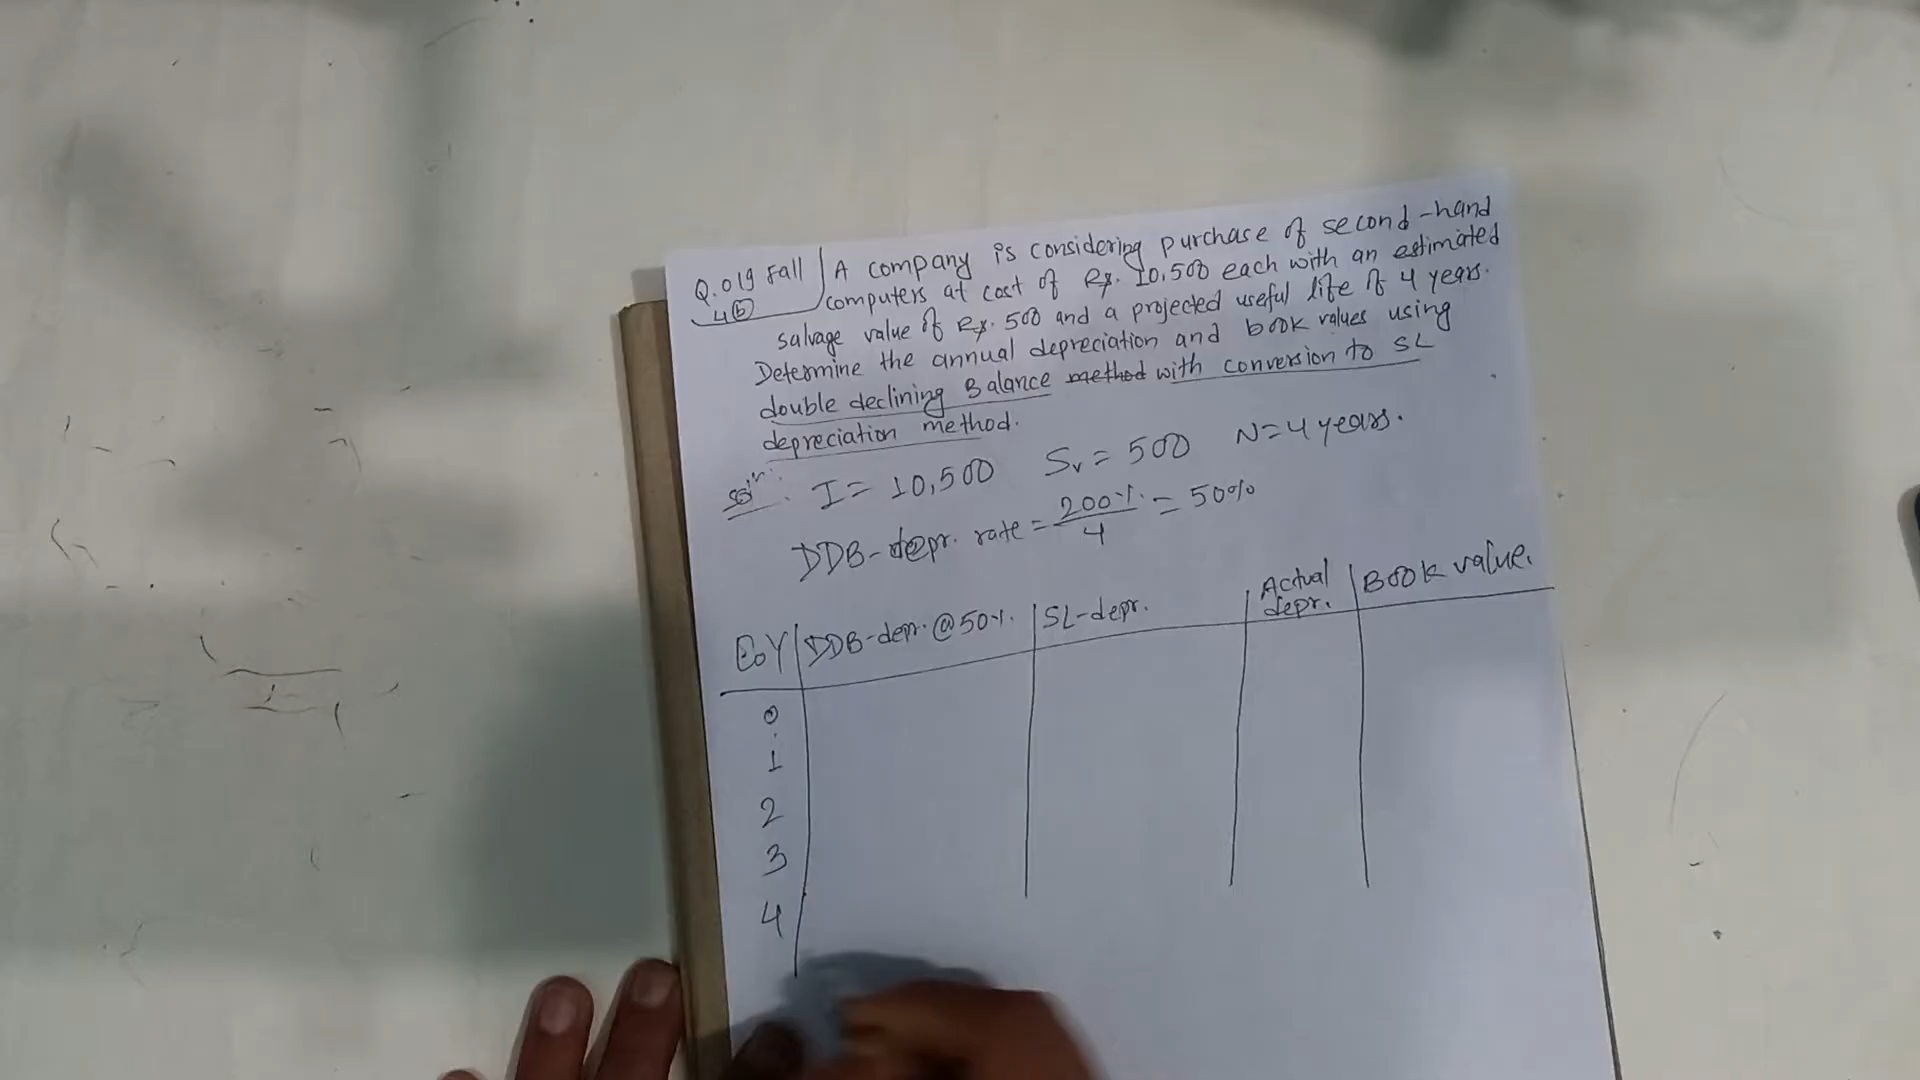 Q.019 Fall
4(b)
A company is considering purchase of second-hand
computers at cost of Rs. 10,500 each with an estimated
salvage value of Rs. 500 and a projected useful life of 4 years.
Determine the annual depreciation and book values using
double declining Balance method with conversion to SL
depreciation method.
Solⁿ: I = 10,500 Sv = 500 N = 4 years.
DDB-depr. rate = 200% / 4 = 50%
EoY DDB-depr. @50%. SL-depr. Actual depr. Book value.
0
1
2
3
4